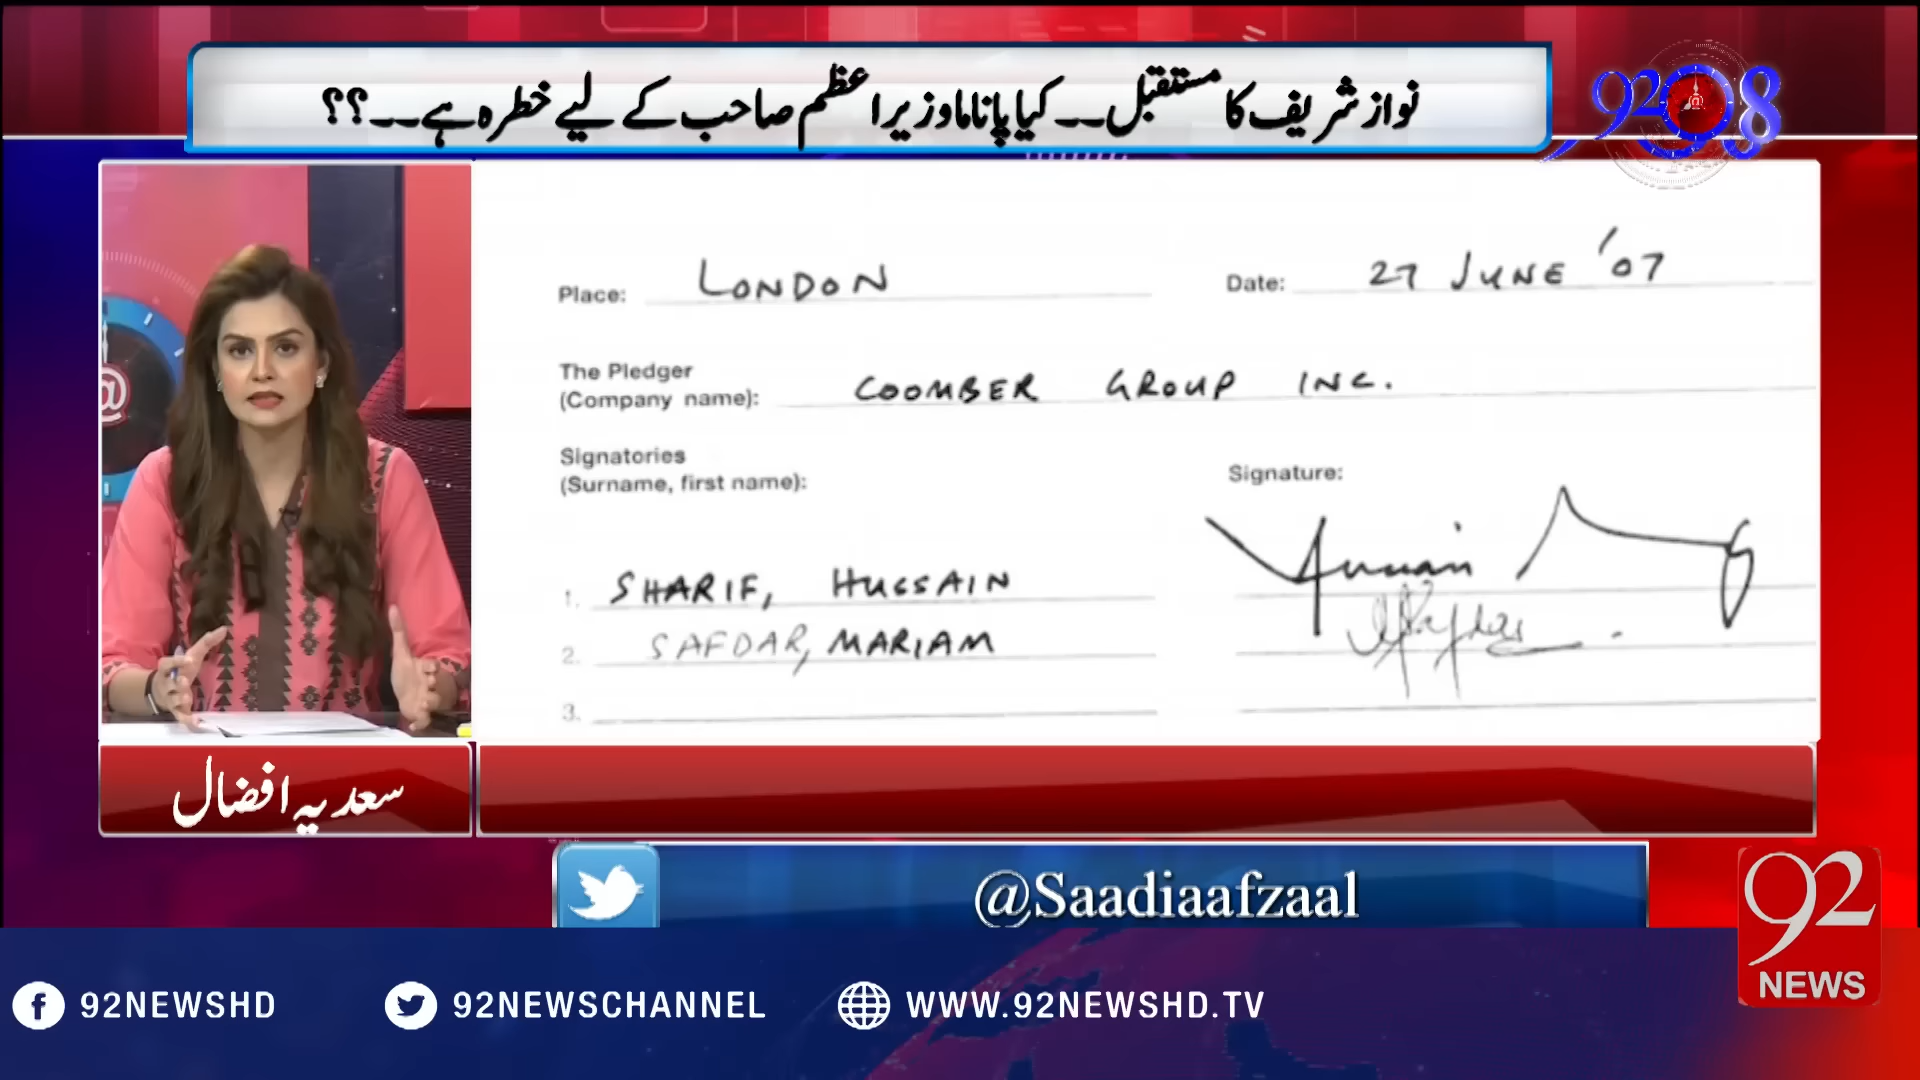 نواز شریف کا مستقبل۔۔ کیا پاناما وزیراعظم صاحب کے لیے خطرہ ہے۔۔۔؟؟
92@8
Place: LONDON Date: 27 JUNE '07
The Pledger
(Company name): COOMBER GROUP INC.
Signatories
(Surname, first name): Signature:
1. SHARIF, HUSSAIN
2. SAFDAR, MARIAM
3.
سعدیہ افضال
@Saadiaafzaal
92
NEWS
92NEWSHD 92NEWSCHANNEL WWW.92NEWSHD.TV